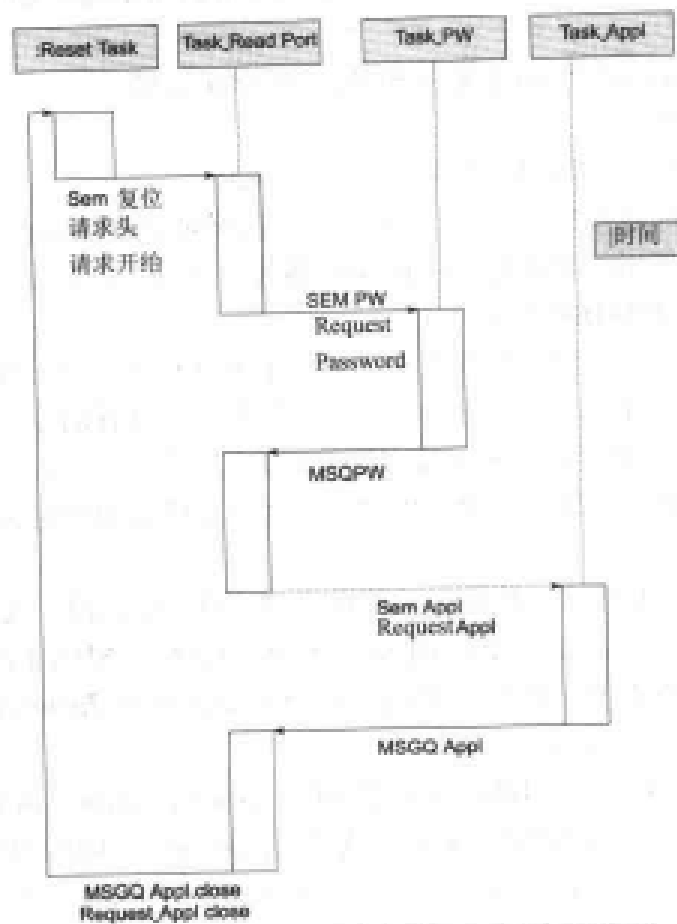 :Reset Task
Task_Read Port
Task_PW
Task_Appl
Sem 复位
请求头
请求开给
时间
SEM PW
Request
Password
MSQPW
Sem Appl
Request Appl
MSGQ Appl
MSGQ Appl close
Request_Appl close